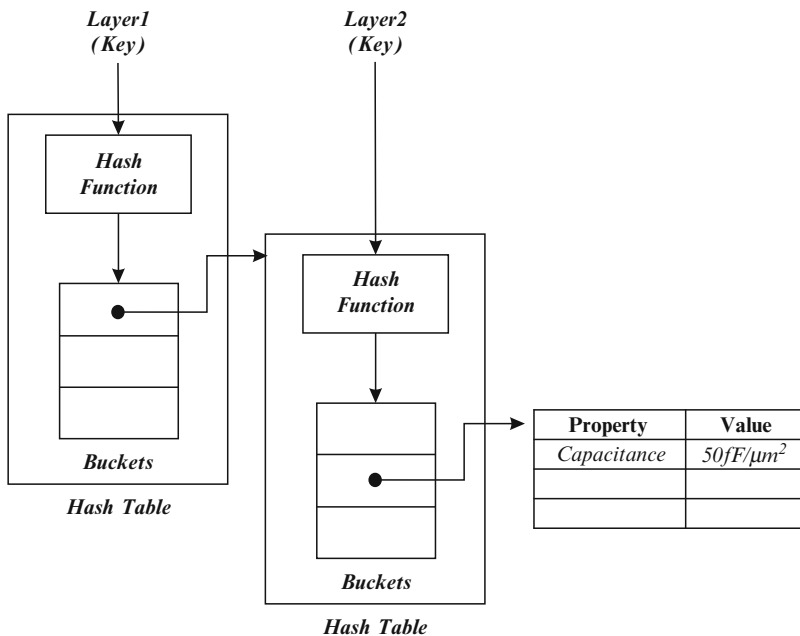 Layer1
(Key)
Layer2
(Key)
Hash
Function
Buckets
Hash Table
Hash
Function
Buckets
Hash Table
Property Value
Capacitance 50fF/μm²